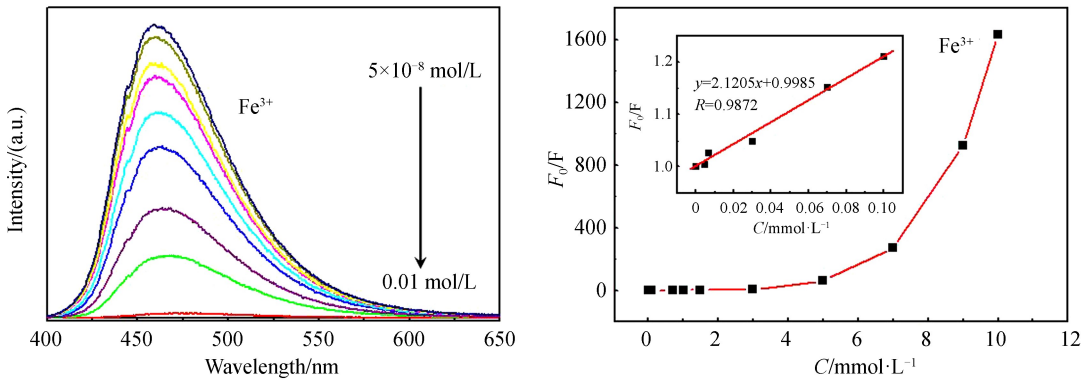 Intensity/(a.u.)
Fe³⁺
5×10⁻⁸ mol/L
0.01 mol/L
400 450 500 550 600 650
Wavelength/nm
F₀/F
1600
1200
800
400
0
0 2 4 6 8 10 12
C/mmol·L⁻¹
Fe³⁺
F₀/F
1.2
1.1
1.0
y=2.1205x+0.9985
R=0.9872
0 0.02 0.04 0.06 0.08 0.10
C/mmol·L⁻¹